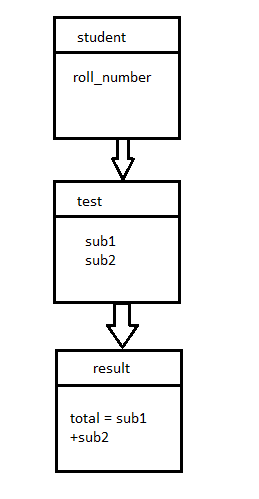 student
roll_number
test
sub1
sub2
result
total = sub1
+sub2